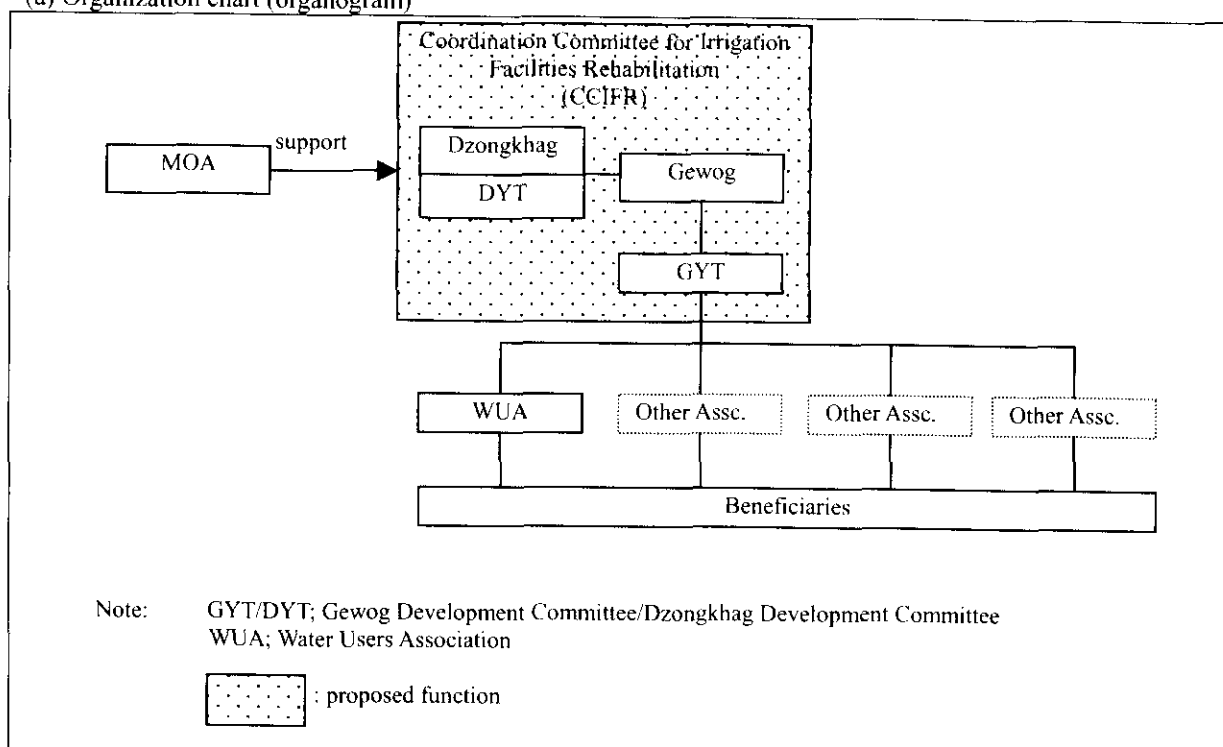 (a) Organization chart (organogram)
Coordination Committee for Irrigation
Facilities Rehabilitation
(CCIFR)
support
MOA
Dzongkhag
DYT
Gewog
GYT
WUA
Other Assc.
Other Assc.
Other Assc.
Beneficiaries
Note: GYT/DYT; Gewog Development Committee/Dzongkhag Development Committee
WUA; Water Users Association
: proposed function